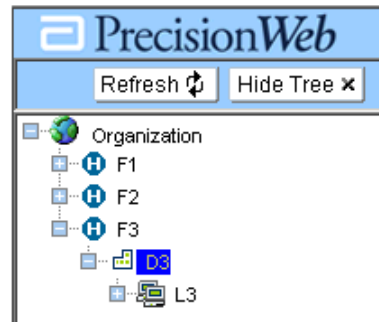 PrecisionWeb
Refresh Hide Tree
Organization
H F1
H F2
H F3
D3
L3